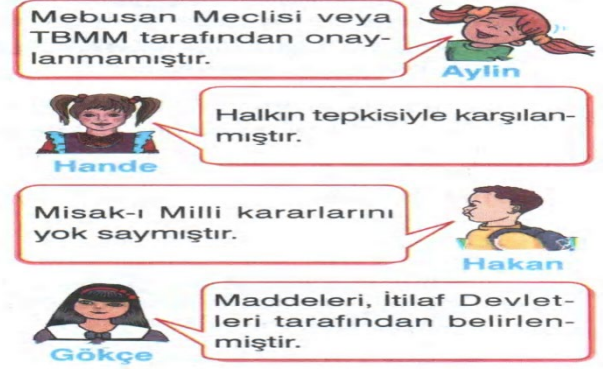 Mebusan Meclisi veya
TBMM tarafından onay-
lanmamıştır.
Aylin
Halkın tepkisiyle karşılan-
mıştır.
Hande
Misak-ı Milli kararlarını
yok saymıştır.
Hakan
Maddeleri, İtilaf Devlet-
leri tarafından belirlen-
miştir.
Gökçe